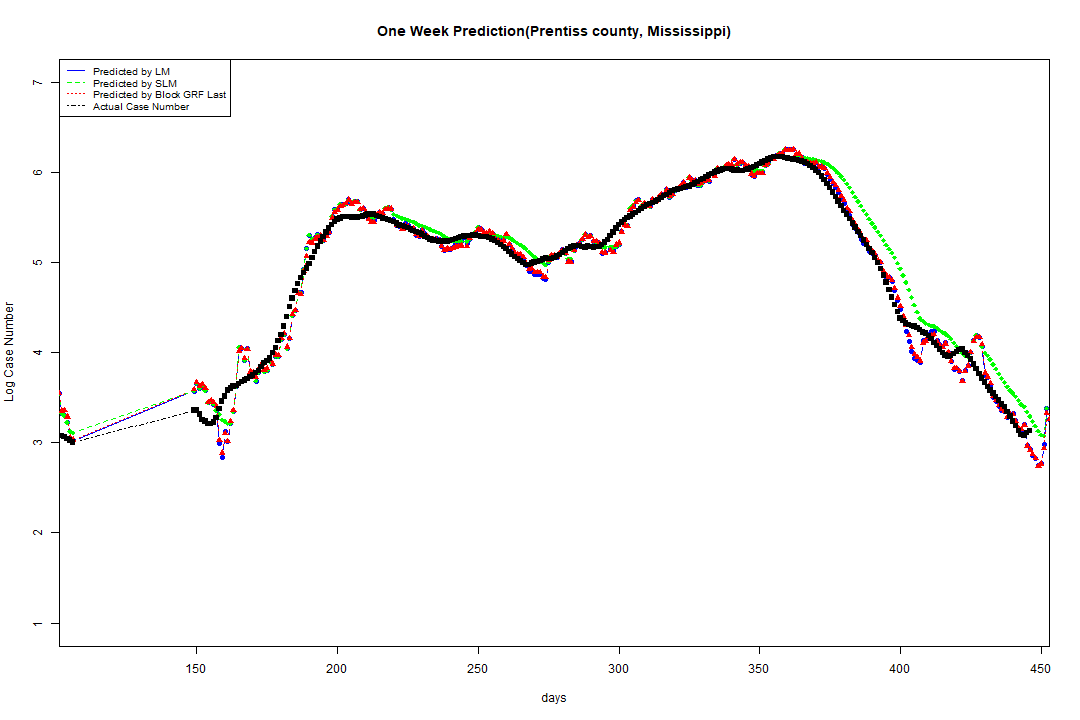 One Week Prediction(Prentiss county, Mississippi)
Predicted by LM
Predicted by SLM
Predicted by Block GRF Last
Actual Case Number
7
6
5
4
3
2
1
Log Case Number
150 200 250 300 350 400 450
days